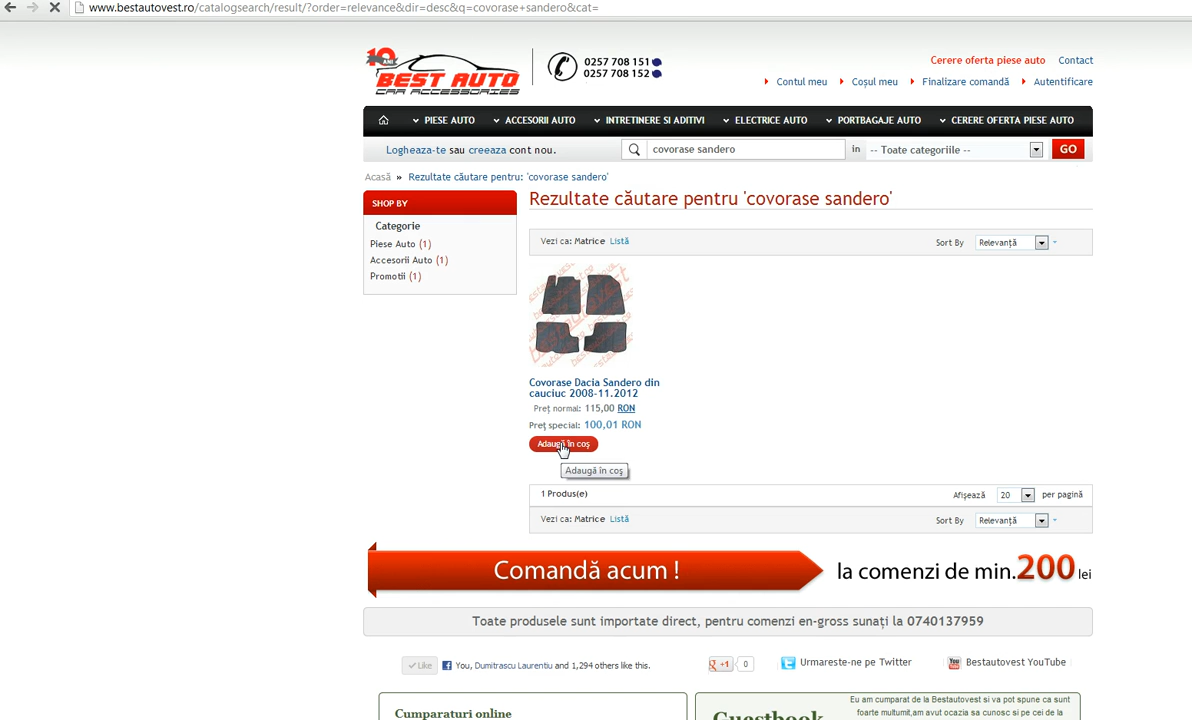 www.bestautovest.ro/catalogsearch/result/?order=relevance&dir=desc&q=covorase+sandero&cat=
10
BEST AUTO
CAR ACCESSORIES
0257 708 151
0257 708 152
Cerere oferta piese auto Contact
Contul meu Coșul meu Finalizare comandă Autentificare
PIESE AUTO ACCESORII AUTO INTRETINERE SI ADITIVI ELECTRICE AUTO PORTBAGAJE AUTO CERERE OFERTA PIESE AUTO
Logheaza-te sau creeaza cont nou. covorase sandero in -- Toate categoriile -- GO
Acasă » Rezultate căutare pentru: 'covorase sandero'
SHOP BY
Categorie
Piese Auto (1)
Accesorii Auto (1)
Promotii (1)
Rezultate căutare pentru 'covorase sandero'
Vezi ca: Matrice Listă Sort By Relevanță
Covorase Dacia Sandero din
cauciuc 2008-11.2012
Preț normal: 115,00 RON
Preț special: 100,01 RON
Adaugă în coș
Adaugă în coș
1 Produs(e) Afișează 20 per pagină
Vezi ca: Matrice Listă Sort By Relevanță
Comandă acum ! la comenzi de min.200 lei
Toate produsele sunt importate direct, pentru comenzi en-gross sunați la 0740137959
Like You, Dumitrascu Laurentiu and 1,294 others like this. +1 0 Urmareste-ne pe Twitter Bestautovest YouTube
Cumparaturi online
Guestbook
Eu am cumparat de la Bestautovest si va pot spune ca sunt
foarte multumit,am avut ocazia sa cunosc si pe cei de la